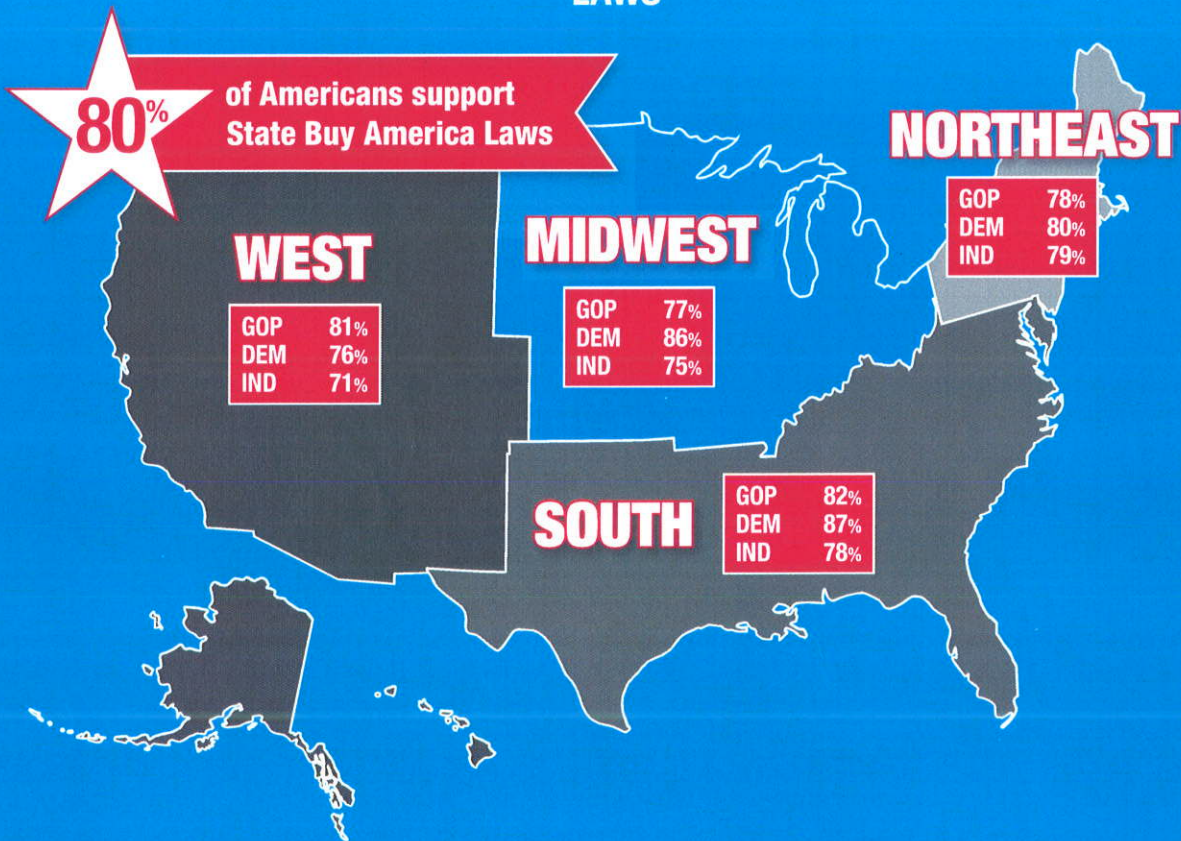 LAWS
80%
of Americans support
State Buy America Laws
NORTHEAST
GOP 78%
DEM 80%
IND 79%
WEST
GOP 81%
DEM 76%
IND 71%
MIDWEST
GOP 77%
DEM 86%
IND 75%
SOUTH
GOP 82%
DEM 87%
IND 78%